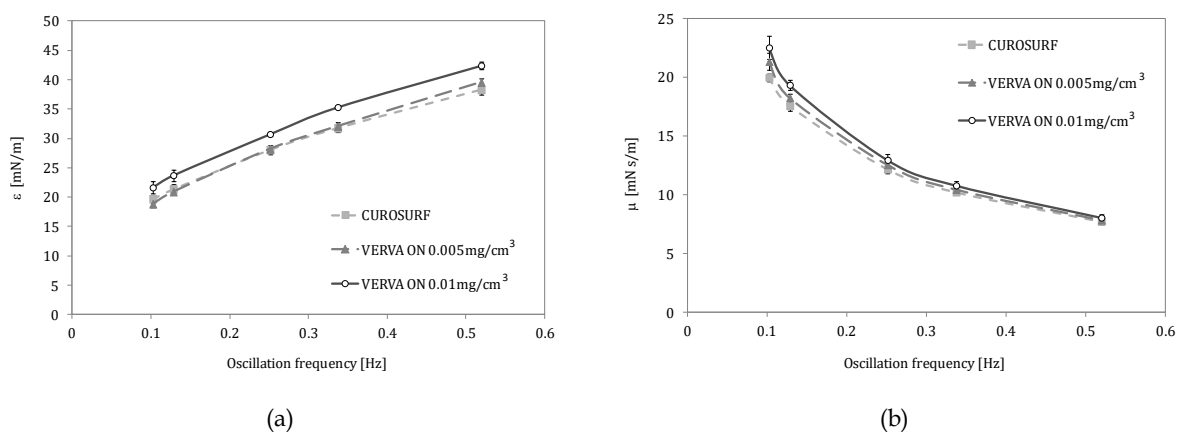 50
45
40
35
30
25
20
15
10
5
0
ε [mN/m]
CUROSURF
VERVA ON 0.005mg/cm³
VERVA ON 0.01mg/cm³
0 0.1 0.2 0.3 0.4 0.5 0.6
Oscillation frequency [Hz]
(a)
25
20
15
10
5
0
μ [mN s/m]
CUROSURF
VERVA ON 0.005mg/cm³
VERVA ON 0.01mg/cm³
0 0.1 0.2 0.3 0.4 0.5 0.6
Oscillation frequency [Hz]
(b)